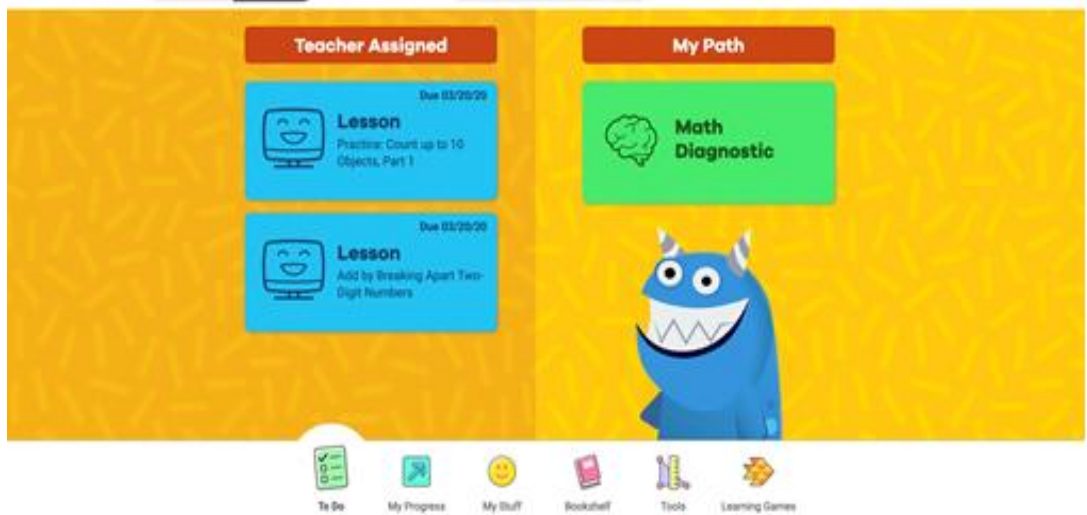 Teacher Assigned
Due 03/20/20
Lesson
Practice: Count up to 10
Objects, Part 1
Due 03/20/20
Lesson
Add by Breaking Apart Two-
Digit Numbers
My Path
Math
Diagnostic
To Do
My Progress
My Stuff
Bookshelf
Tools
Learning Games